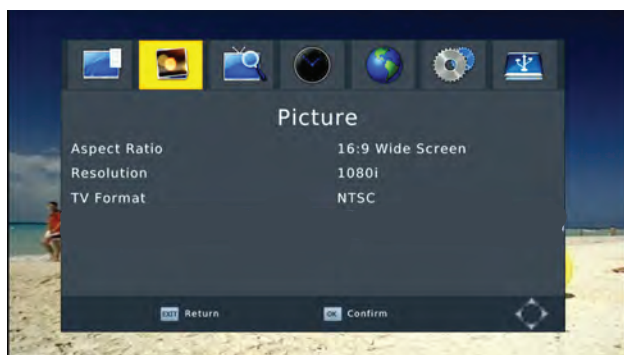 Picture
Aspect Ratio 16:9 Wide Screen
Resolution 1080i
TV Format NTSC
EXIT Return OK Confirm